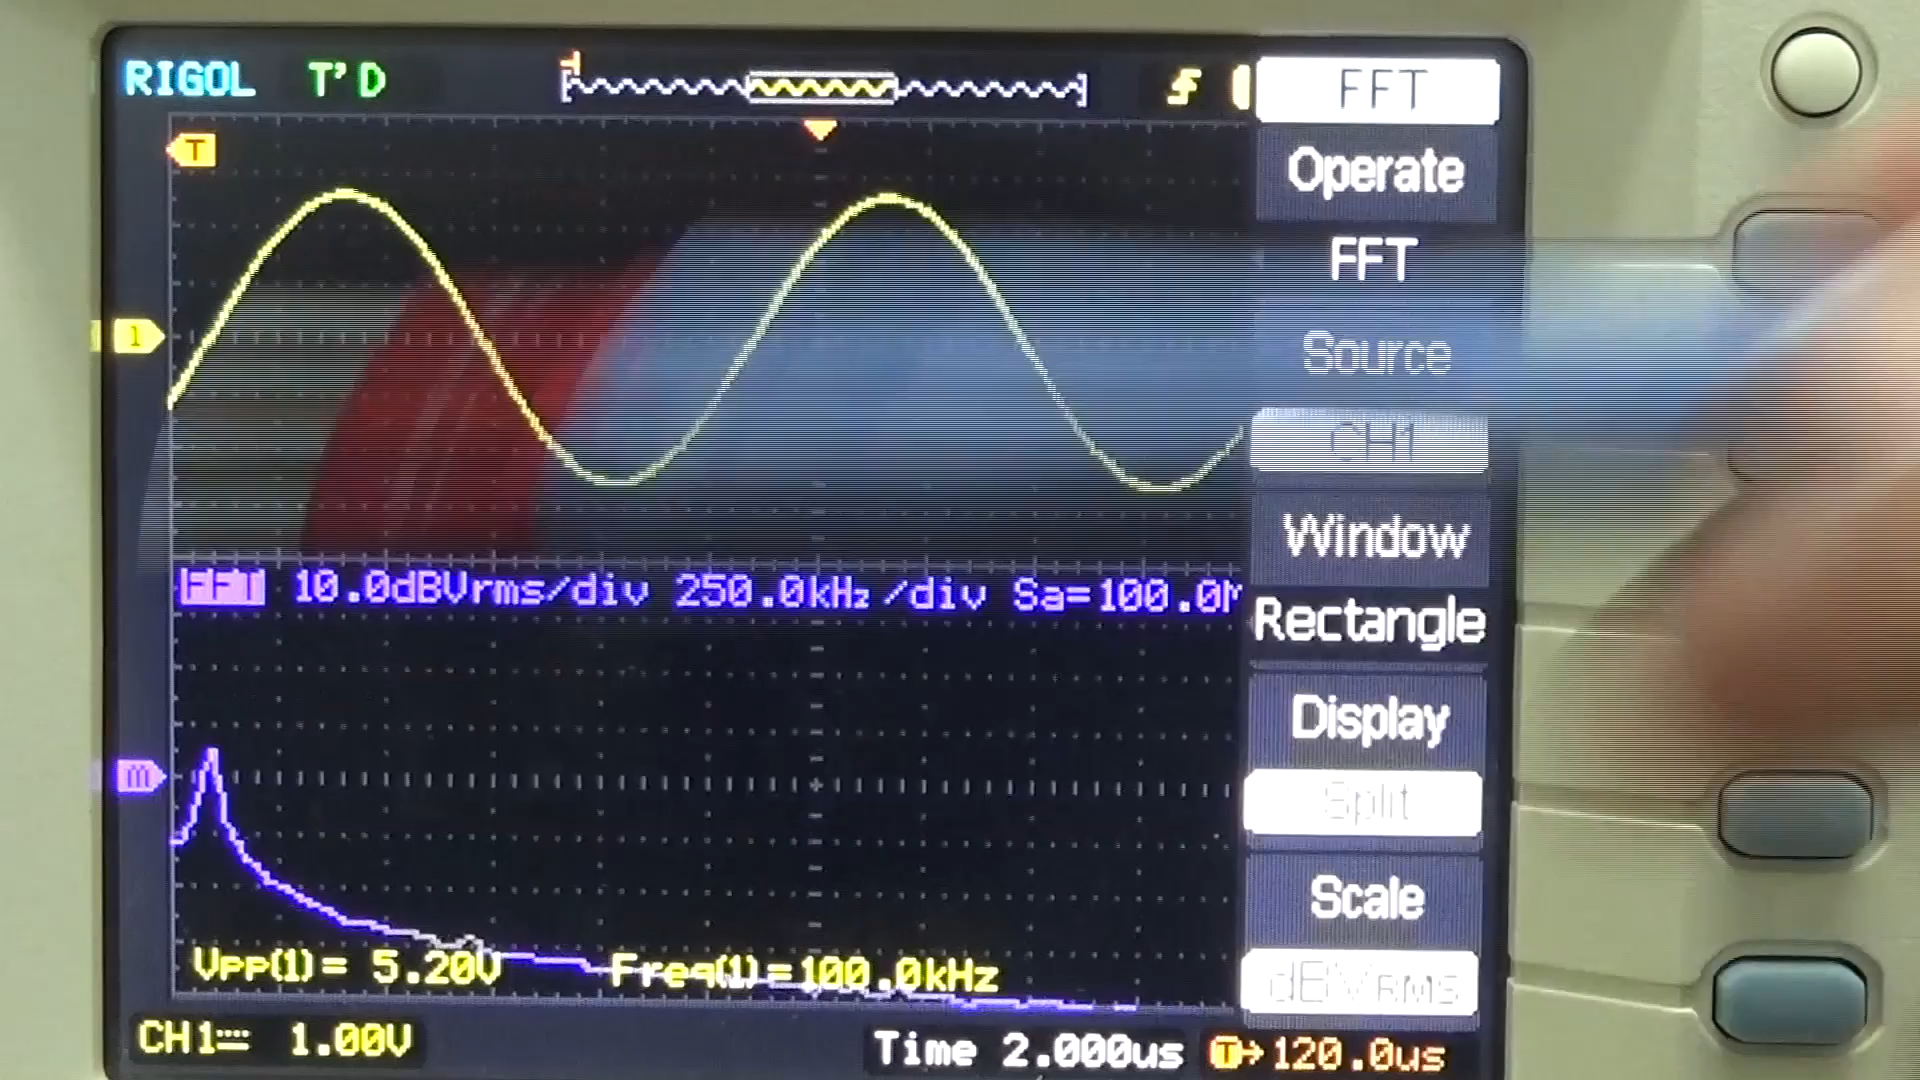 RIGOL T'D
FFT
T
Operate
FFT
1
Source
CH1
Window
FFT 10.0dBVrms/div 250.0kHz/div Sa=100.0M
Rectangle
Display
m
Split
Scale
Vpp(1)= 5.20V Freq(1)=100.0kHz
dBVRMS
CH1 1.00V Time 2.000us T→120.0us